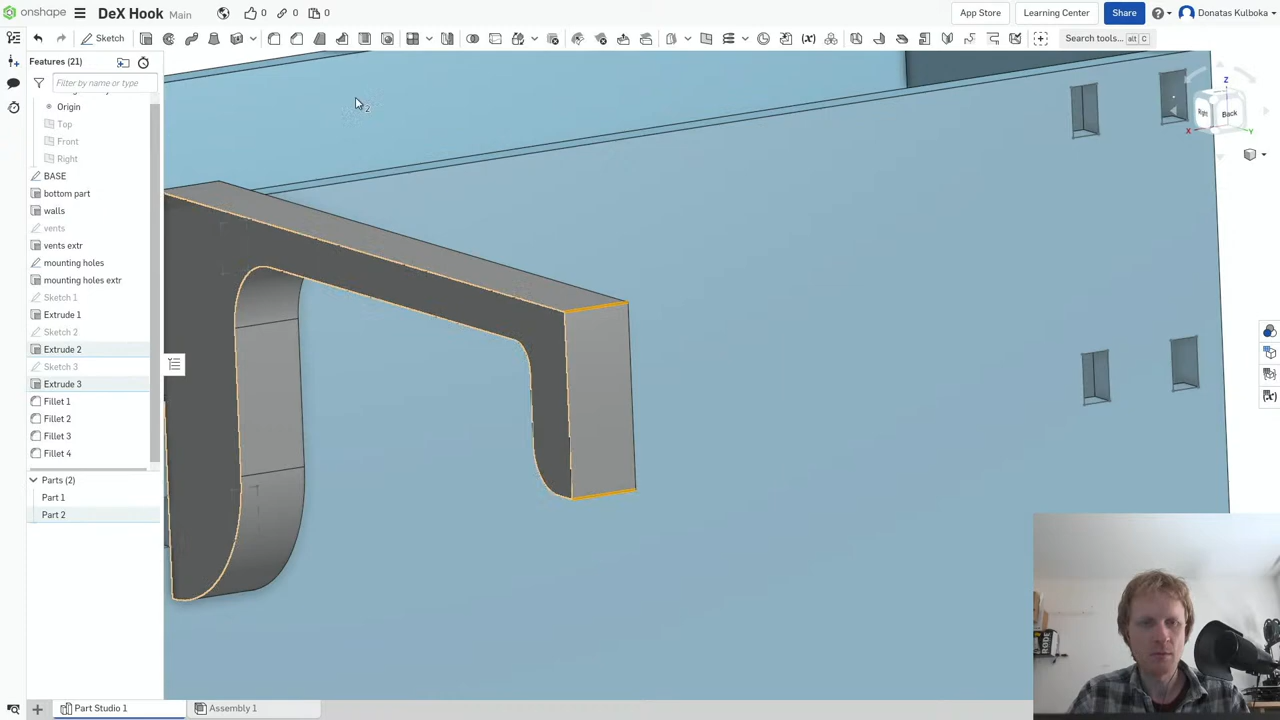 onshape
DeX Hook Main
0
0
0
App Store
Learning Center
Share
Donatas Kulboka
Sketch
Search tools... alt C
Features (21)
Filter by name or type
Origin
Top
Front
Right
BASE
bottom part
walls
vents
vents extr
mounting holes
mounting holes extr
Sketch 1
Extrude 1
Sketch 2
Extrude 2
Sketch 3
Extrude 3
Fillet 1
Fillet 2
Fillet 3
Fillet 4
Parts (2)
Part 1
Part 2
2
Z
Right
Back
X
Y
RØDE
Part Studio 1
Assembly 1